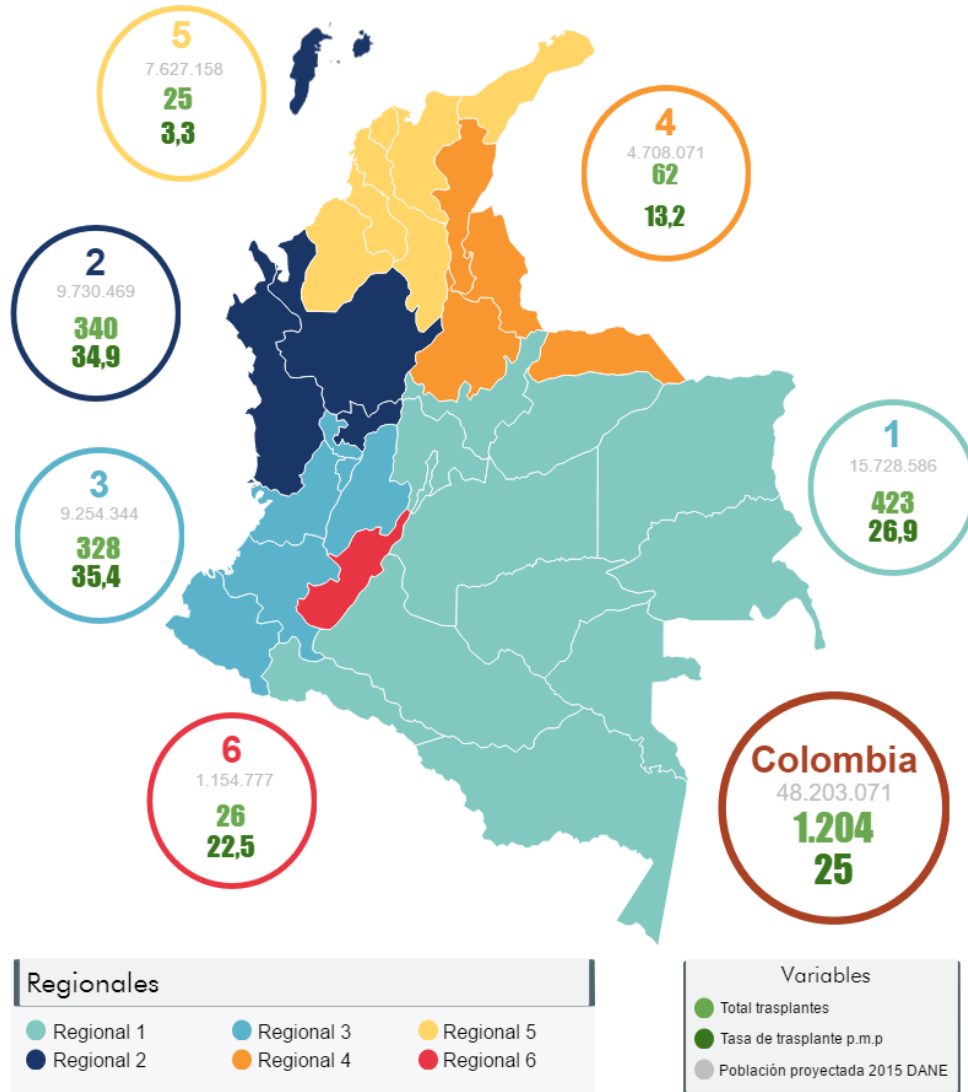 5
7.627.158
25
3,3
4
4.708.071
62
13,2
2
9.730.469
340
34,9
1
15.728.586
423
26,9
3
9.254.344
328
35,4
6
1.154.777
26
22,5
Colombia
48.203.071
1.204
25
Regionales
Regional 1
Regional 3
Regional 5
Regional 2
Regional 4
Regional 6
Variables
Total trasplantes
Tasa de trasplante p.m.p
Población proyectada 2015 DANE